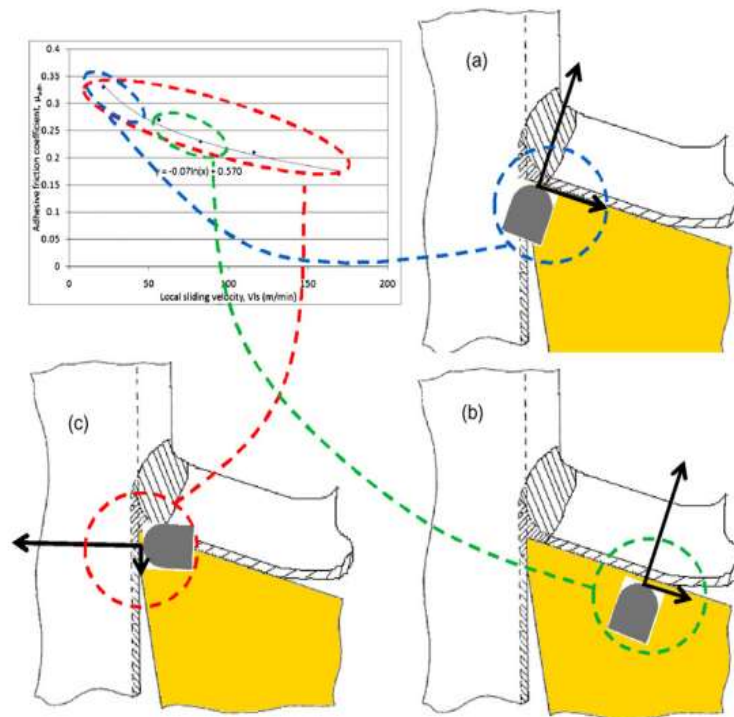 (a)
0.4
0.35
0.3
0.25
0.2
0.15
0.1
0.05
0
Adhesive friction coefficient, μadh
y = -0.07ln(x) + 0.570
0 50 100 150 200
Local sliding velocity, Vls (m/min)
(c)
(b)